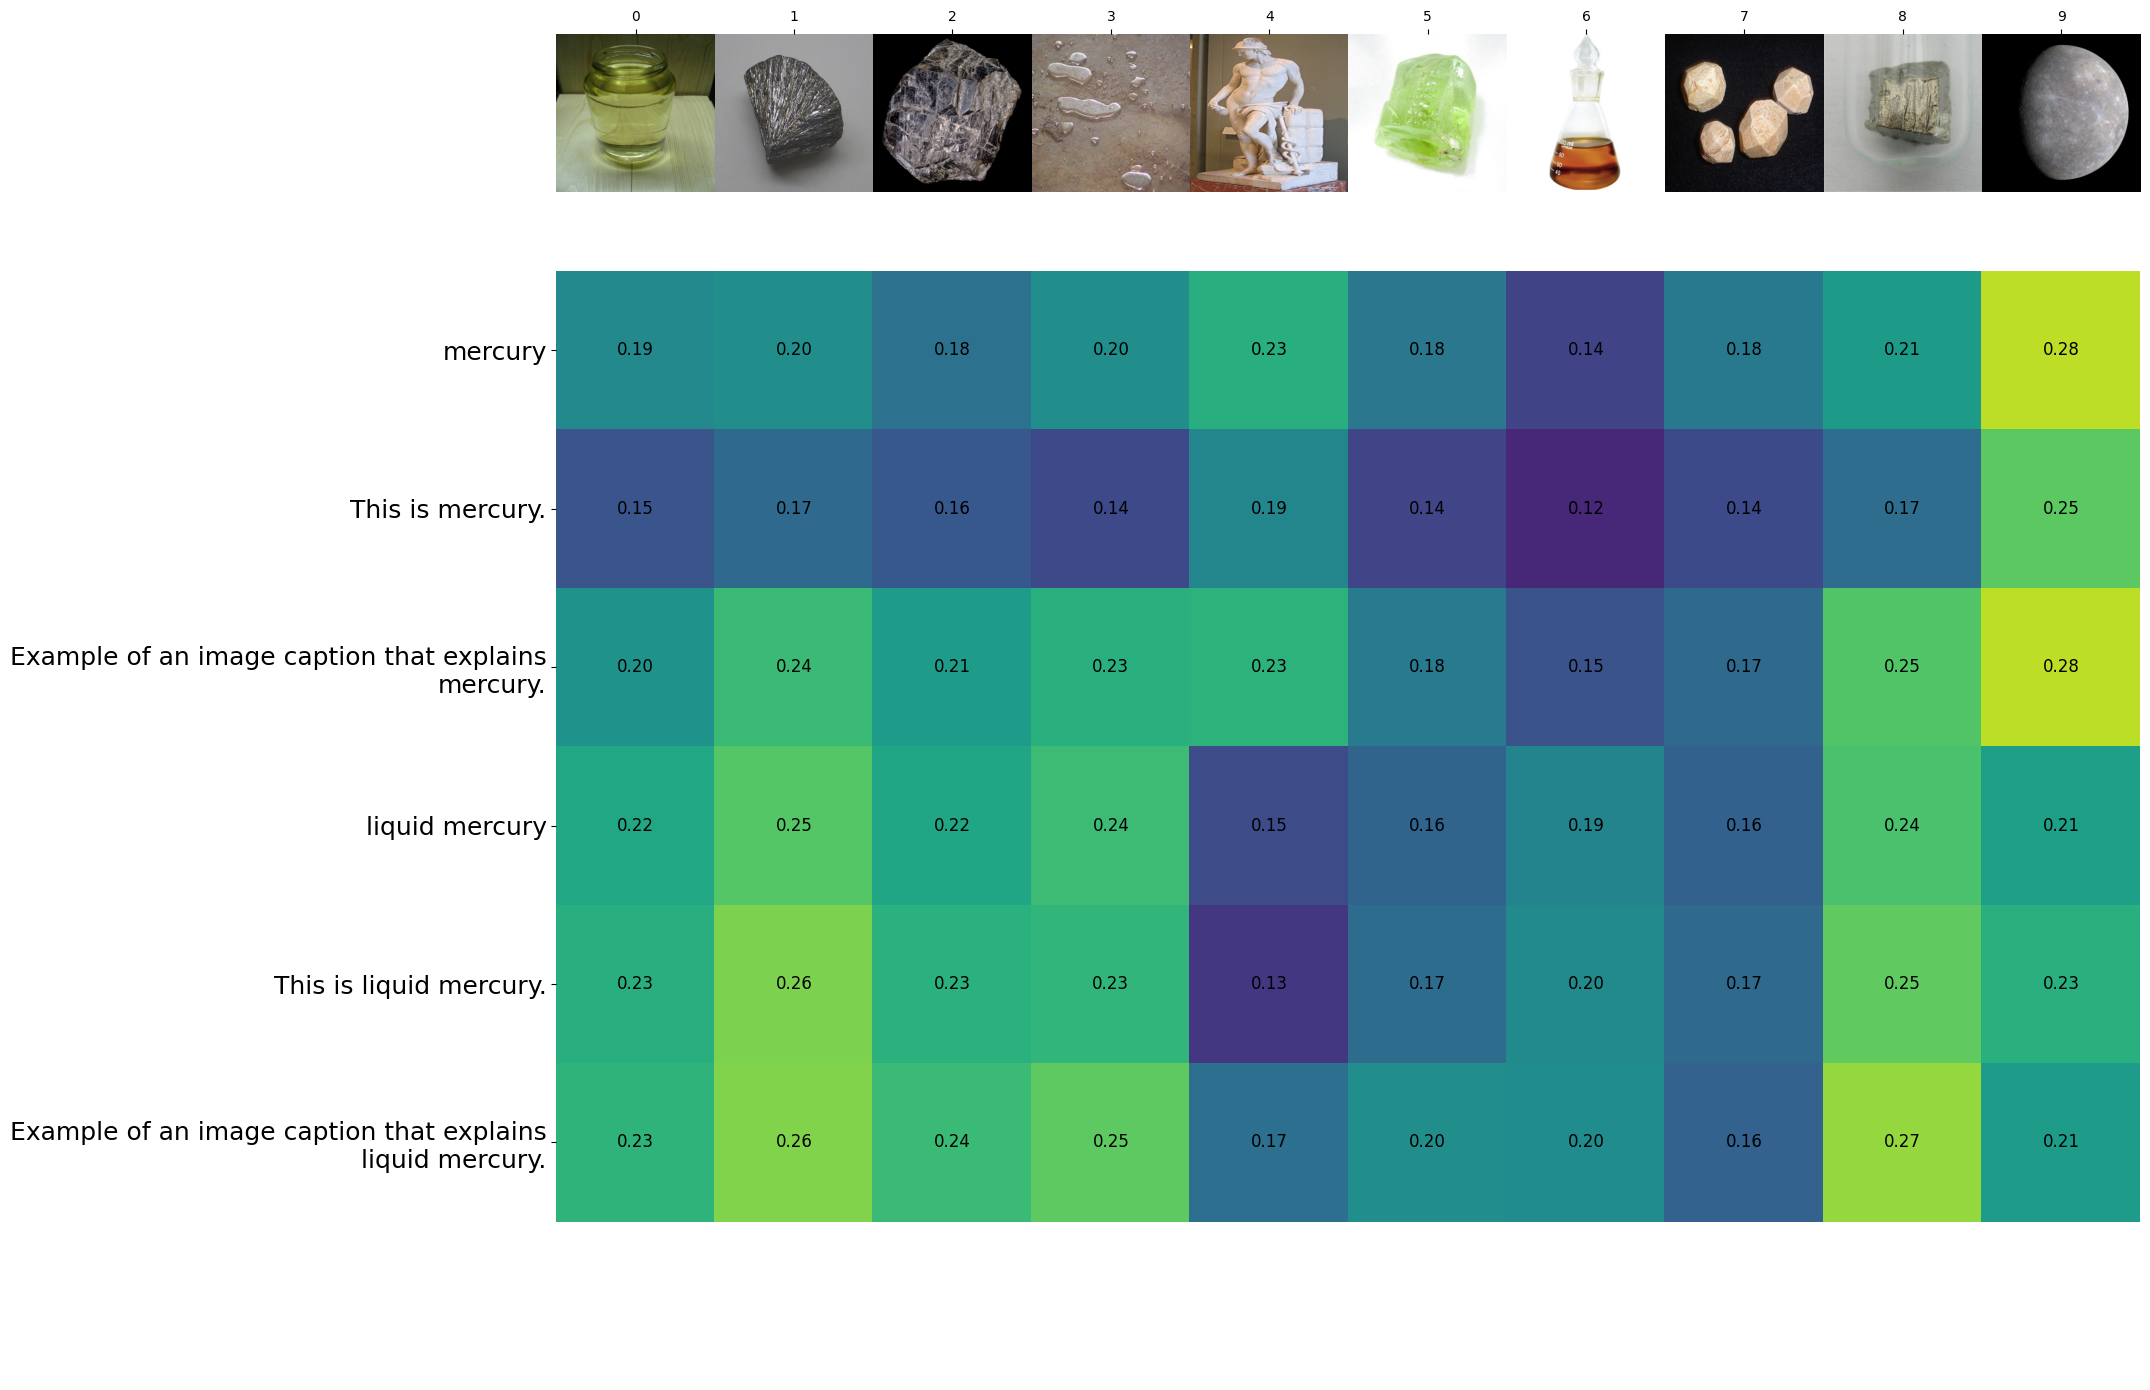 0 1 2 3 4 5 6 7 8 9
mercury 0.19 0.20 0.18 0.20 0.23 0.18 0.14 0.18 0.21 0.28
This is mercury. 0.15 0.17 0.16 0.14 0.19 0.14 0.12 0.14 0.17 0.25
Example of an image caption that explains
mercury. 0.20 0.24 0.21 0.23 0.23 0.18 0.15 0.17 0.25 0.28
liquid mercury 0.22 0.25 0.22 0.24 0.15 0.16 0.19 0.16 0.24 0.21
This is liquid mercury. 0.23 0.26 0.23 0.23 0.13 0.17 0.20 0.17 0.25 0.23
Example of an image caption that explains
liquid mercury. 0.23 0.26 0.24 0.25 0.17 0.20 0.20 0.16 0.27 0.21